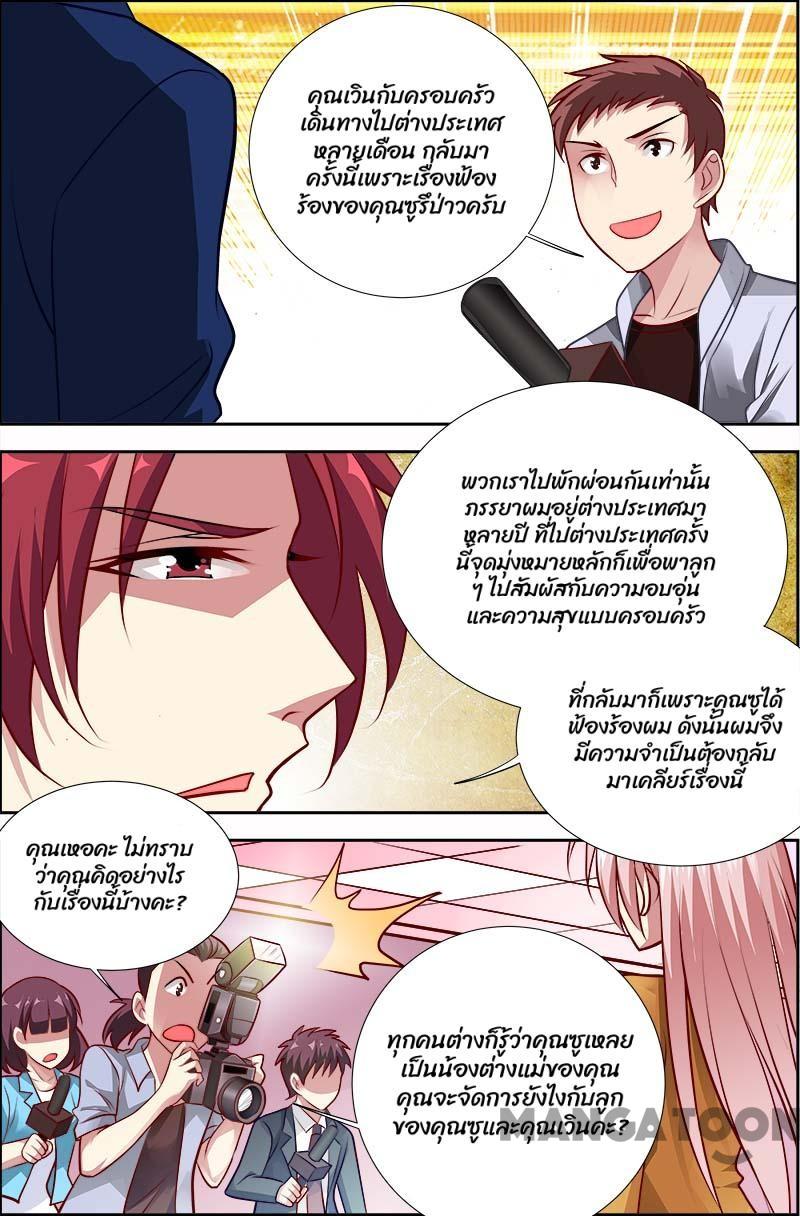 คุณเวินกับครอบครัว
เดินทางไปต่างประเทศ
หลายเดือน กลับมา
ครั้งนี้เพราะเรื่องฟ้อง
ร้องของคุณซูรึป่าวครับ
พวกเราไปพักผ่อนกันเท่านั้น
ภรรยาผมอยู่ต่างประเทศมา
หลายปี ที่ไปต่างประเทศครั้ง
นี้จุดมุ่งหมายหลักก็เพื่อพาลูก
ๆ ไปสัมผัสกับความอบอุ่น
และความสุขแบบครอบครัว
ที่กลับมาก็เพราะคุณซูได้
ฟ้องร้องผม ดังนั้นผมจึง
มีความจำเป็นต้องกลับ
มาเคลียร์เรื่องนี้
คุณเหอคะ ไม่ทราบ
ว่าคุณคิดอย่างไร
กับเรื่องนี้บ้างคะ?
ทุกคนต่างก็รู้ว่าคุณซูเหลย
เป็นน้องต่างแม่ของคุณ
คุณจะจัดการยังไงกับลูก
ของคุณซูและคุณเวินคะ?
MANGATOON